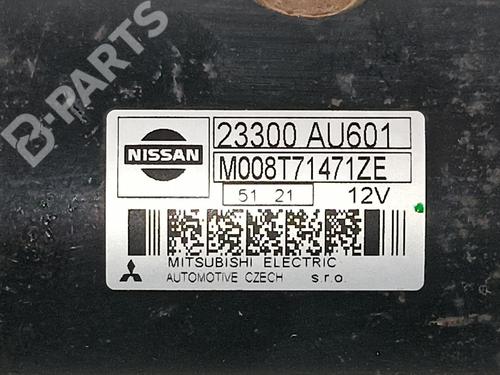 B-PARTS
NISSAN
23300 AU601
M008T71471ZE
51 21 12V
MITSUBISHI ELECTRIC
AUTOMOTIVE CZECH s.r.o.